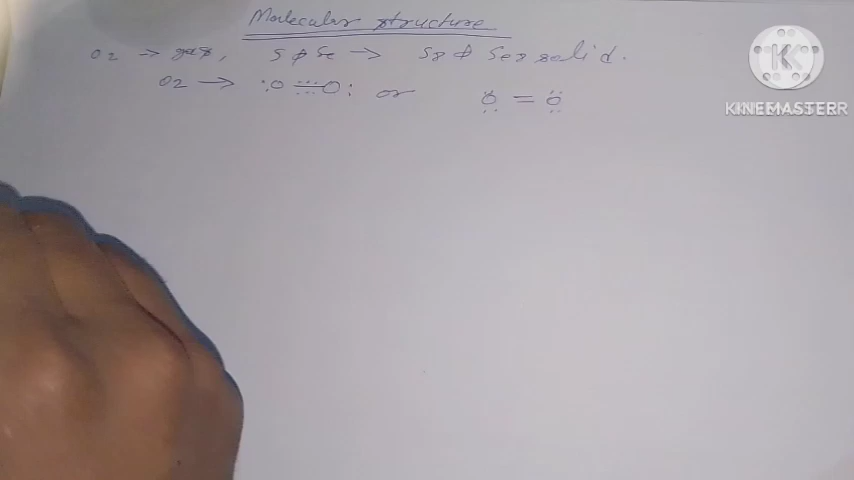 Molecular structure
O2 → gas, S & Se → S8 & Se8 solid.
O2 → :O ⩸ O: or Ö = Ö
KINEMASTER